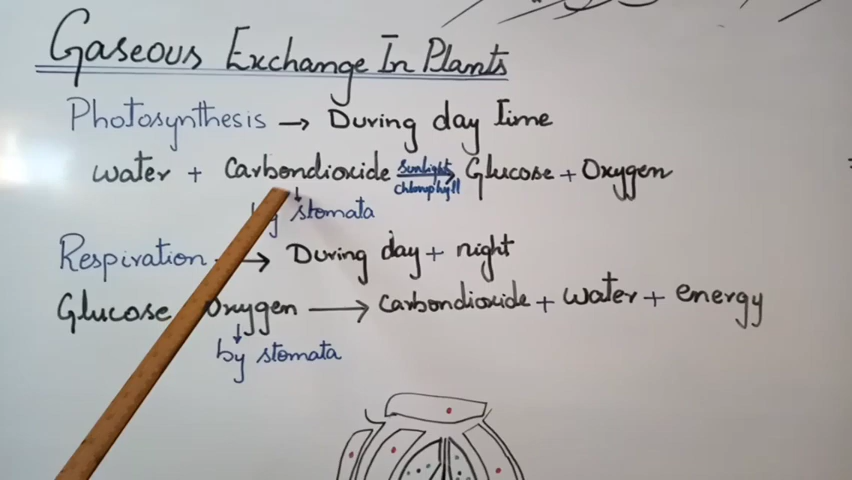 Gaseous Exchange In Plants
Photosynthesis → During day Time
water + Carbondioxide Sunlight chlorophyll → Glucose + Oxygen
↓
by stomata
Respiration → During day + night
Glucose Oxygen → Carbondioxide + water + energy
↓
by stomata